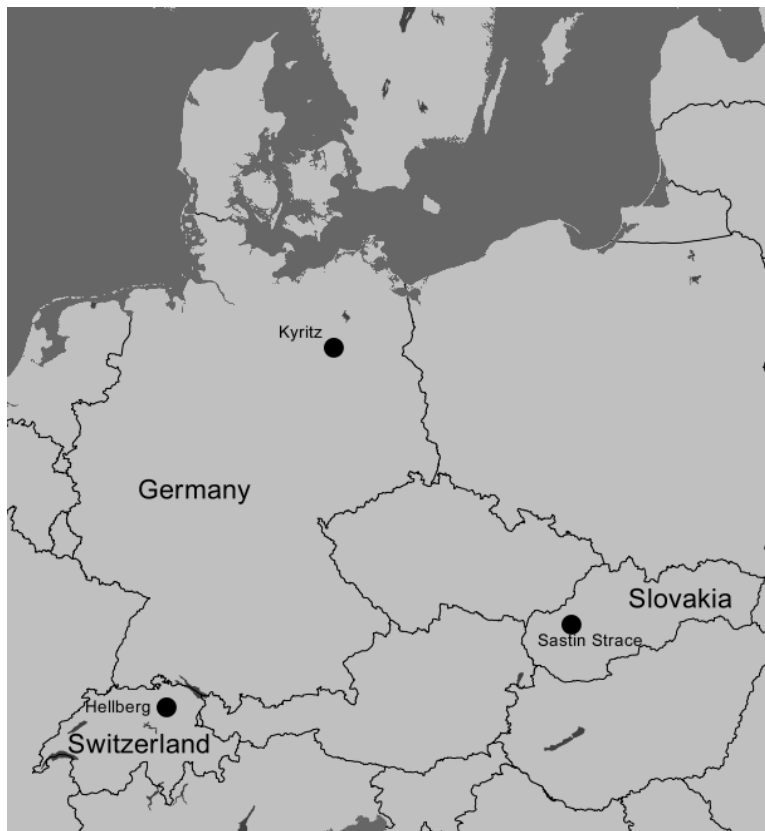 Kyritz
Germany
Slovakia
Sastin Strace
Hellberg
Switzerland